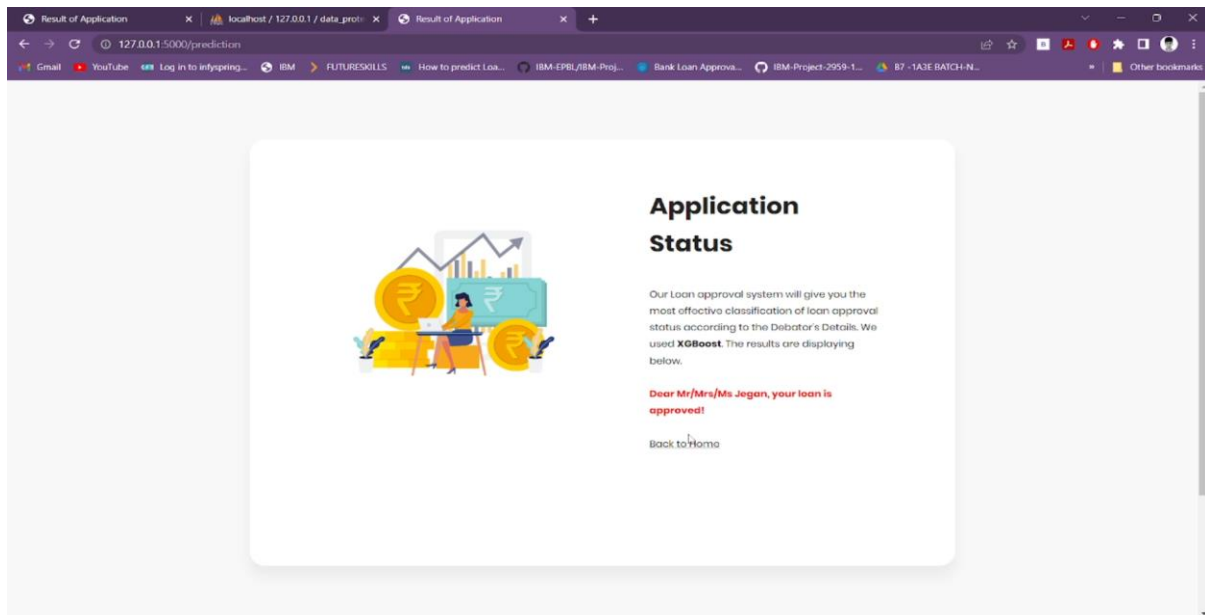 Result of Application
localhost / 127.0.0.1 / data_prot
Result of Application
127.0.0.1:5000/prediction
Gmail
YouTube
Log in to infyspring...
IBM
FUTURESKILLS
How to predict Loa...
IBM-EPBL/IBM-Proj...
Bank Loan Approva...
IBM-Project-2959-1...
B7 -1A3E BATCH-N...
Other bookmarks
Application
Status
Our Loan approval system will give you the
most effective classification of loan approval
status according to the Debator's Details. We
used XGBoost. The results are displaying
below.
Dear Mr/Mrs/Ms Jegan, your loan is
approved!
Back to Home